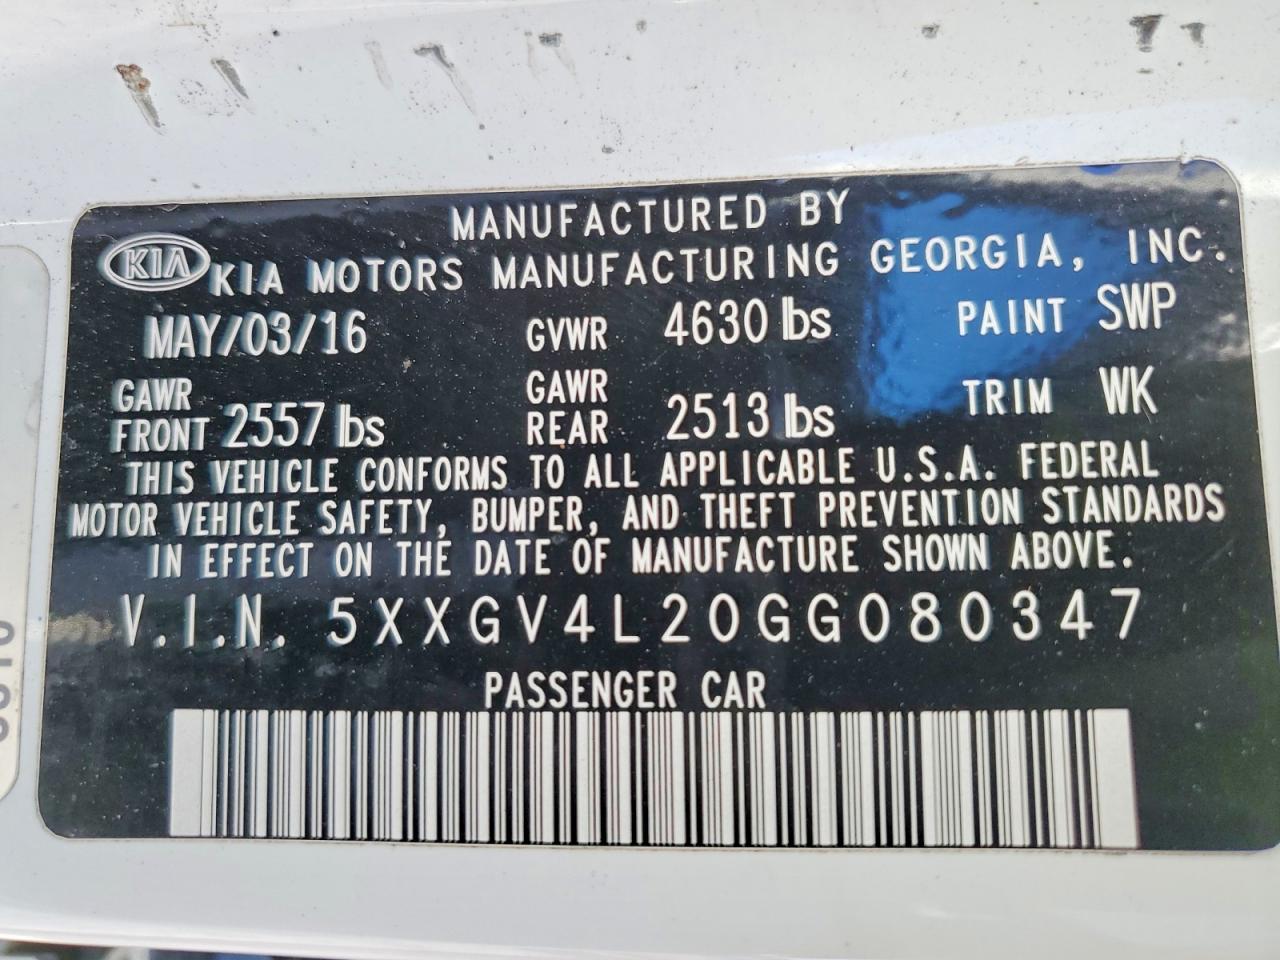 MANUFACTURED BY
KIA KIA MOTORS MANUFACTURING GEORGIA, INC.
MAY/03/16 GVWR 4630 lbs PAINT SWP
GAWR FRONT 2557 lbs GAWR REAR 2513 lbs TRIM WK
THIS VEHICLE CONFORMS TO ALL APPLICABLE U.S.A. FEDERAL
MOTOR VEHICLE SAFETY, BUMPER, AND THEFT PREVENTION STANDARDS
IN EFFECT ON THE DATE OF MANUFACTURE SHOWN ABOVE.
V.I.N. 5XXGV4L20GG080347
PASSENGER CAR